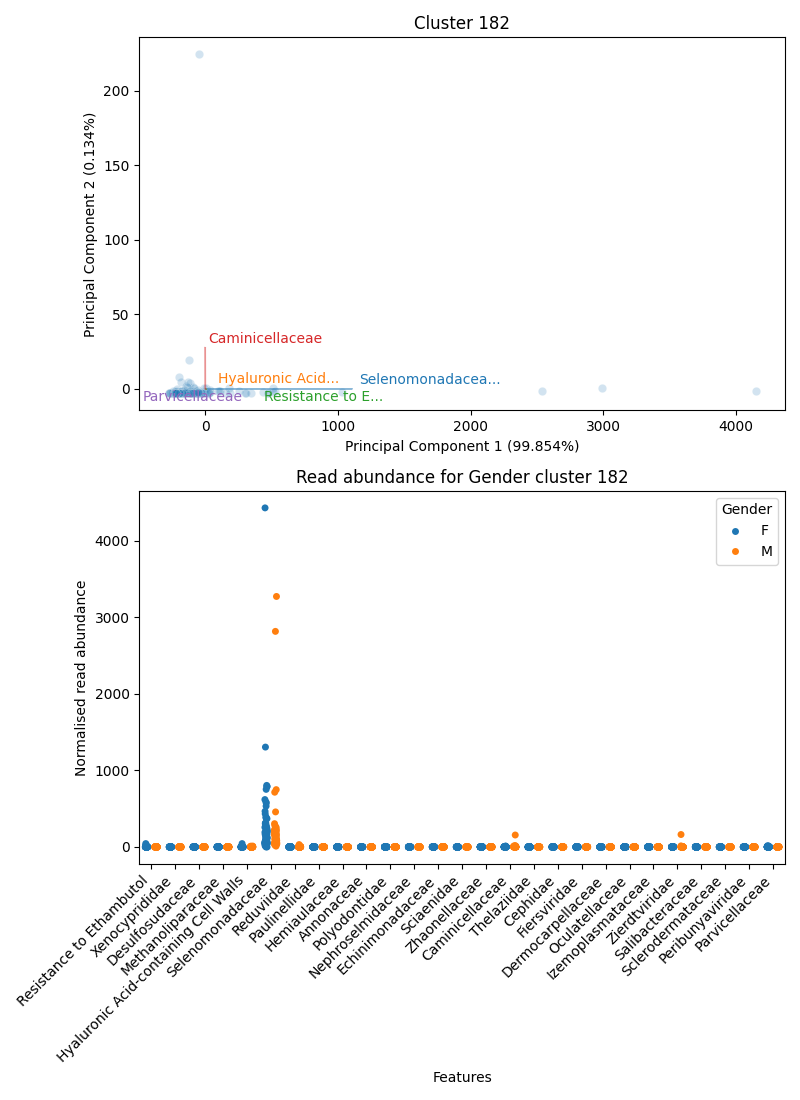 Cluster 182
200
150
100
50
0
Principal Component 2 (0.134%)
Caminicellaceae
Hyaluronic Acid...
Selenomonadacea...
Parvicellaceae
Resistance to E...
0
1000
2000
3000
4000
Principal Component 1 (99.854%)
Read abundance for Gender cluster 182
Gender
F
M
4000
3000
2000
1000
0
Normalised read abundance
Resistance to Ethambutol
Xenocyprididae
Desulfosudaceae
Methanoliparaceae
Hyaluronic Acid-containing Cell Walls
Selenomonadaceae
Reduviidae
Paulinellidae
Hemiaulaceae
Annonaceae
Polyodontidae
Nephroselmidaceae
Echinimonadaceae
Sciaenidae
Zhaonellaceae
Caminicellaceae
Thelaziidae
Cephidae
Fiersviridae
Dermocarpellaceae
Oculatellaceae
Izemoplasmataceae
Zierdtviridae
Salibacteraceae
Sclerodermataceae
Peribunyaviridae
Parvicellaceae
Features